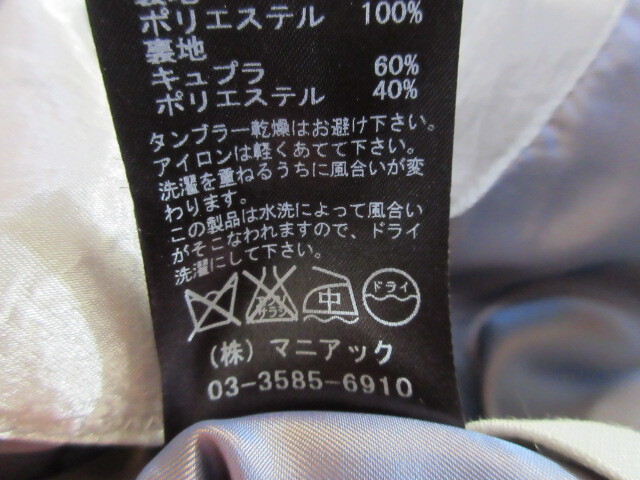 ポリエステル 100%
裏地
キュプラ 60%
ポリエステル 40%
タンブラー乾燥はお避け下さい。
アイロンは軽くあてて下さい。
洗濯を重ねるうちに風合いが変
わります。
この製品は水洗によって風合い
がそこなわれますので、ドライ
洗濯にして下さい。
エンソ サラシ 中 ドライ
(株) マニアック
03-3585-6910